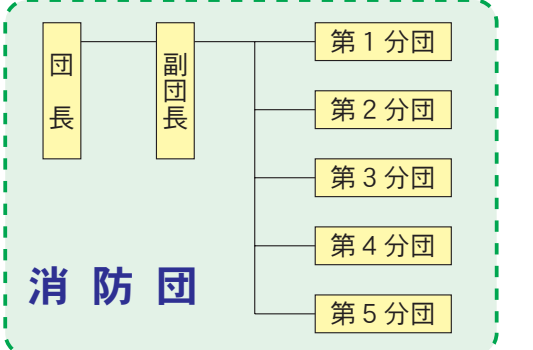 団長
副団長
第1分団
第2分団
第3分団
第4分団
第5分団
消防団